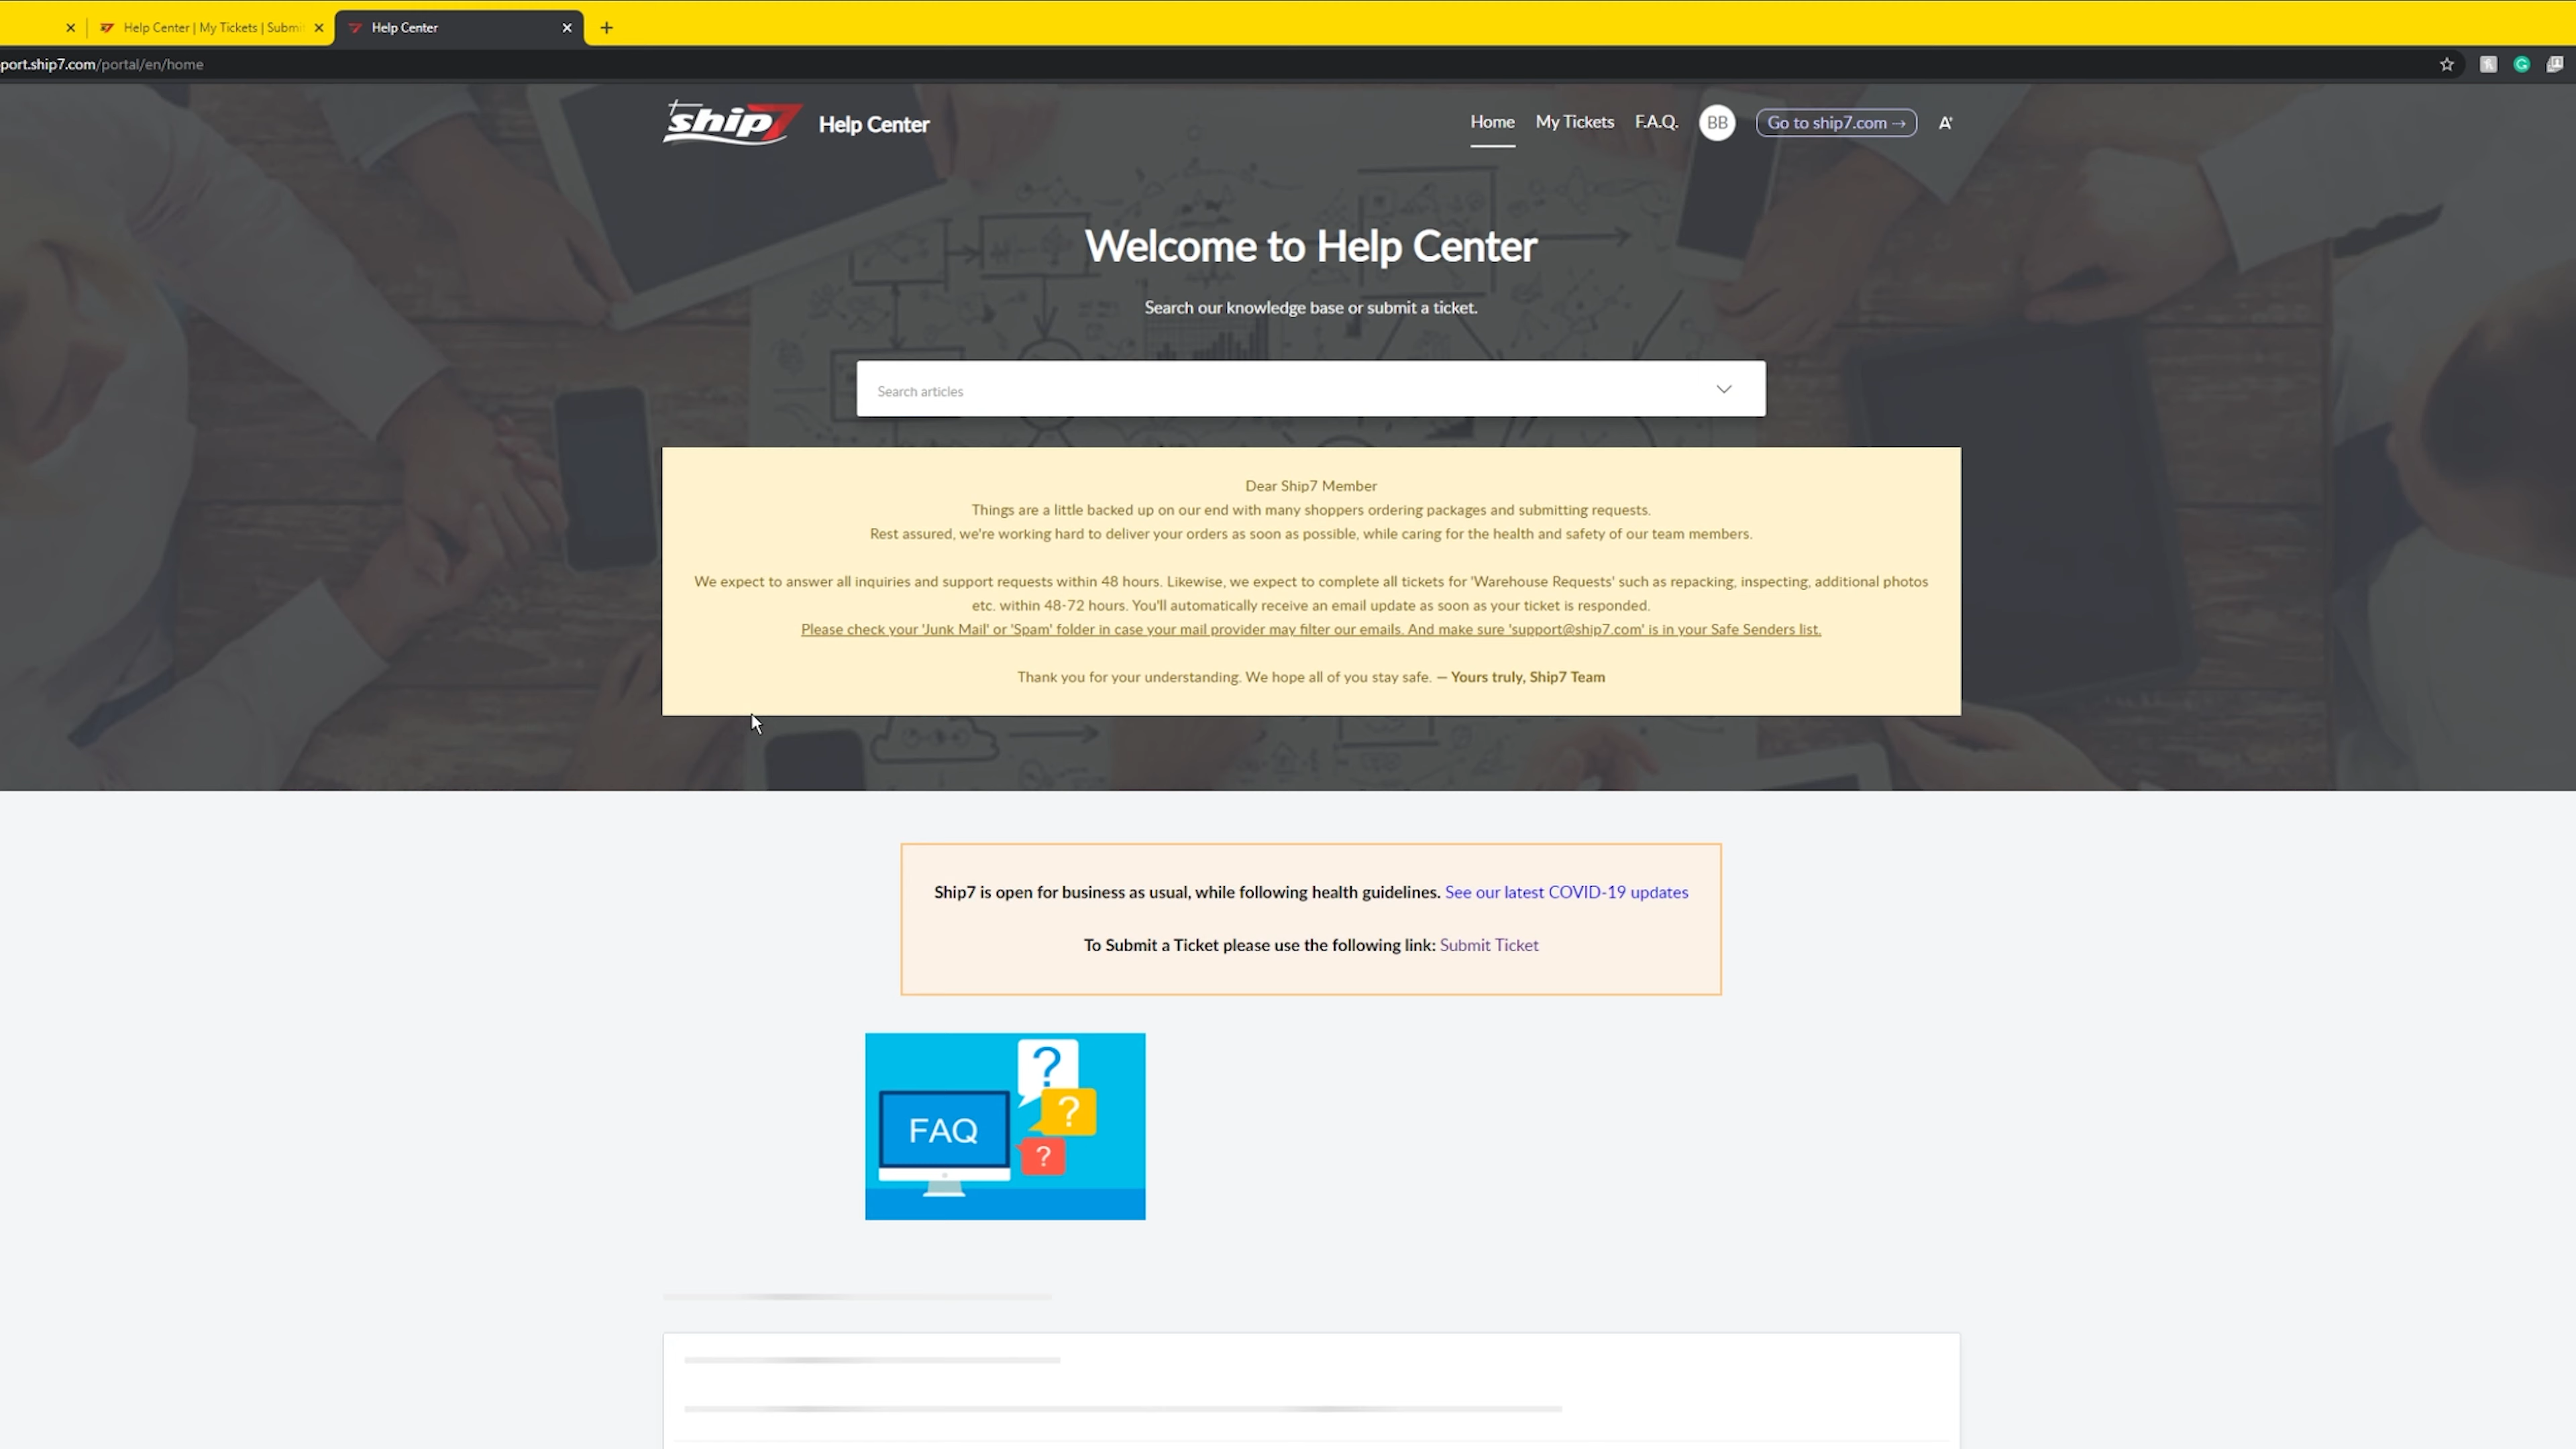 Help Center | My Tickets | Submi
Help Center
port.ship7.com/portal/en/home
ship7 Help Center
Home My Tickets F.A.Q. BB Go to ship7.com → A+
Welcome to Help Center
Search our knowledge base or submit a ticket.
Search articles
Dear Ship7 Member
Things are a little backed up on our end with many shoppers ordering packages and submitting requests.
Rest assured, we're working hard to deliver your orders as soon as possible, while caring for the health and safety of our team members.
We expect to answer all inquiries and support requests within 48 hours. Likewise, we expect to complete all tickets for 'Warehouse Requests' such as repacking, inspecting, additional photos
etc. within 48-72 hours. You'll automatically receive an email update as soon as your ticket is responded.
Please check your 'Junk Mail' or 'Spam' folder in case your mail provider may filter our emails. And make sure 'support@ship7.com' is in your Safe Senders list.
Thank you for your understanding. We hope all of you stay safe. — Yours truly, Ship7 Team
Ship7 is open for business as usual, while following health guidelines. See our latest COVID-19 updates
To Submit a Ticket please use the following link: Submit Ticket
?
?
FAQ
?